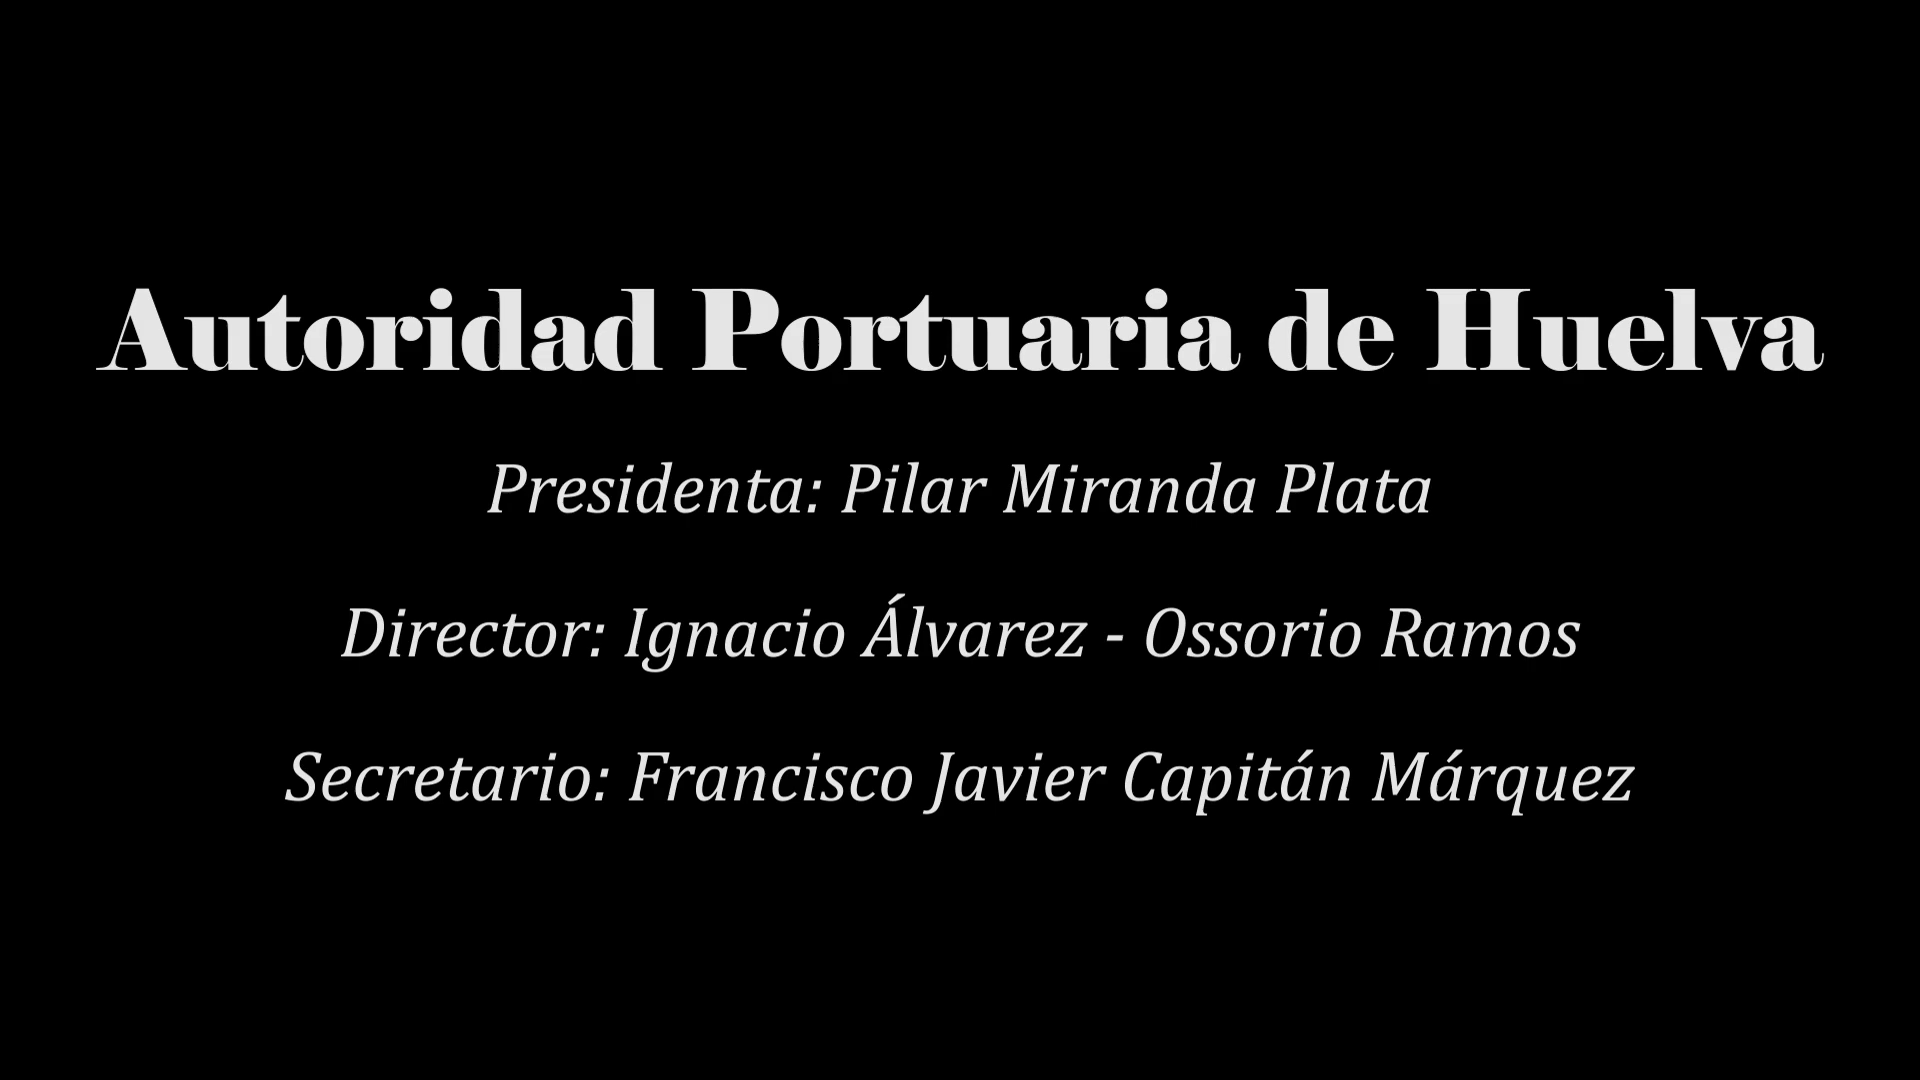 Autoridad Portuaria de Huelva
Presidenta: Pilar Miranda Plata
Director: Ignacio Álvarez - Ossorio Ramos
Secretario: Francisco Javier Capitán Márquez